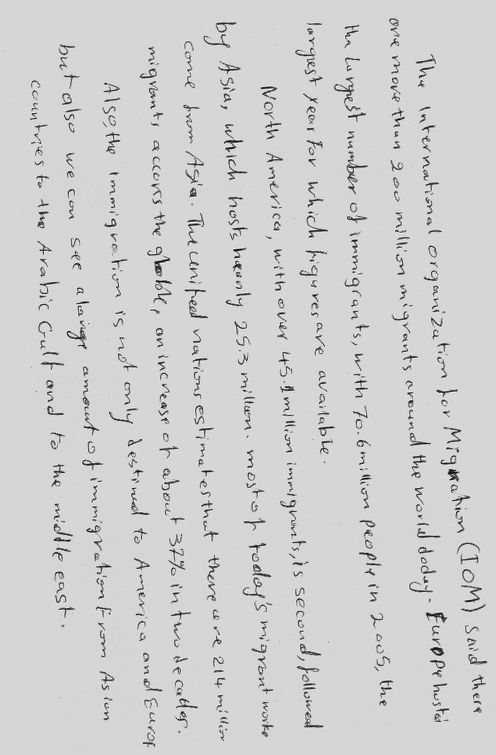 The International organization for Migration (IOM) said there
are more than 200 million migrants around the world doday. Europe hosted
the largest number of immigrants, with 70.6 million people in 2005, the
largest year for which figures are available.
North America, with over 45.1 million immigrants, is second, followed
by Asia, which hosts nearly 25.3 million. most of today's migrant worke
come from Asia. The united nations estimates that there are 214 million
migrants accors the globle, an increase of about 37% in two decades.
Also, the immigration is not only destined to America and Europ
but also we can see a large amount of immigration from Asian
countries to the Arabic Gulf and to the middle east.